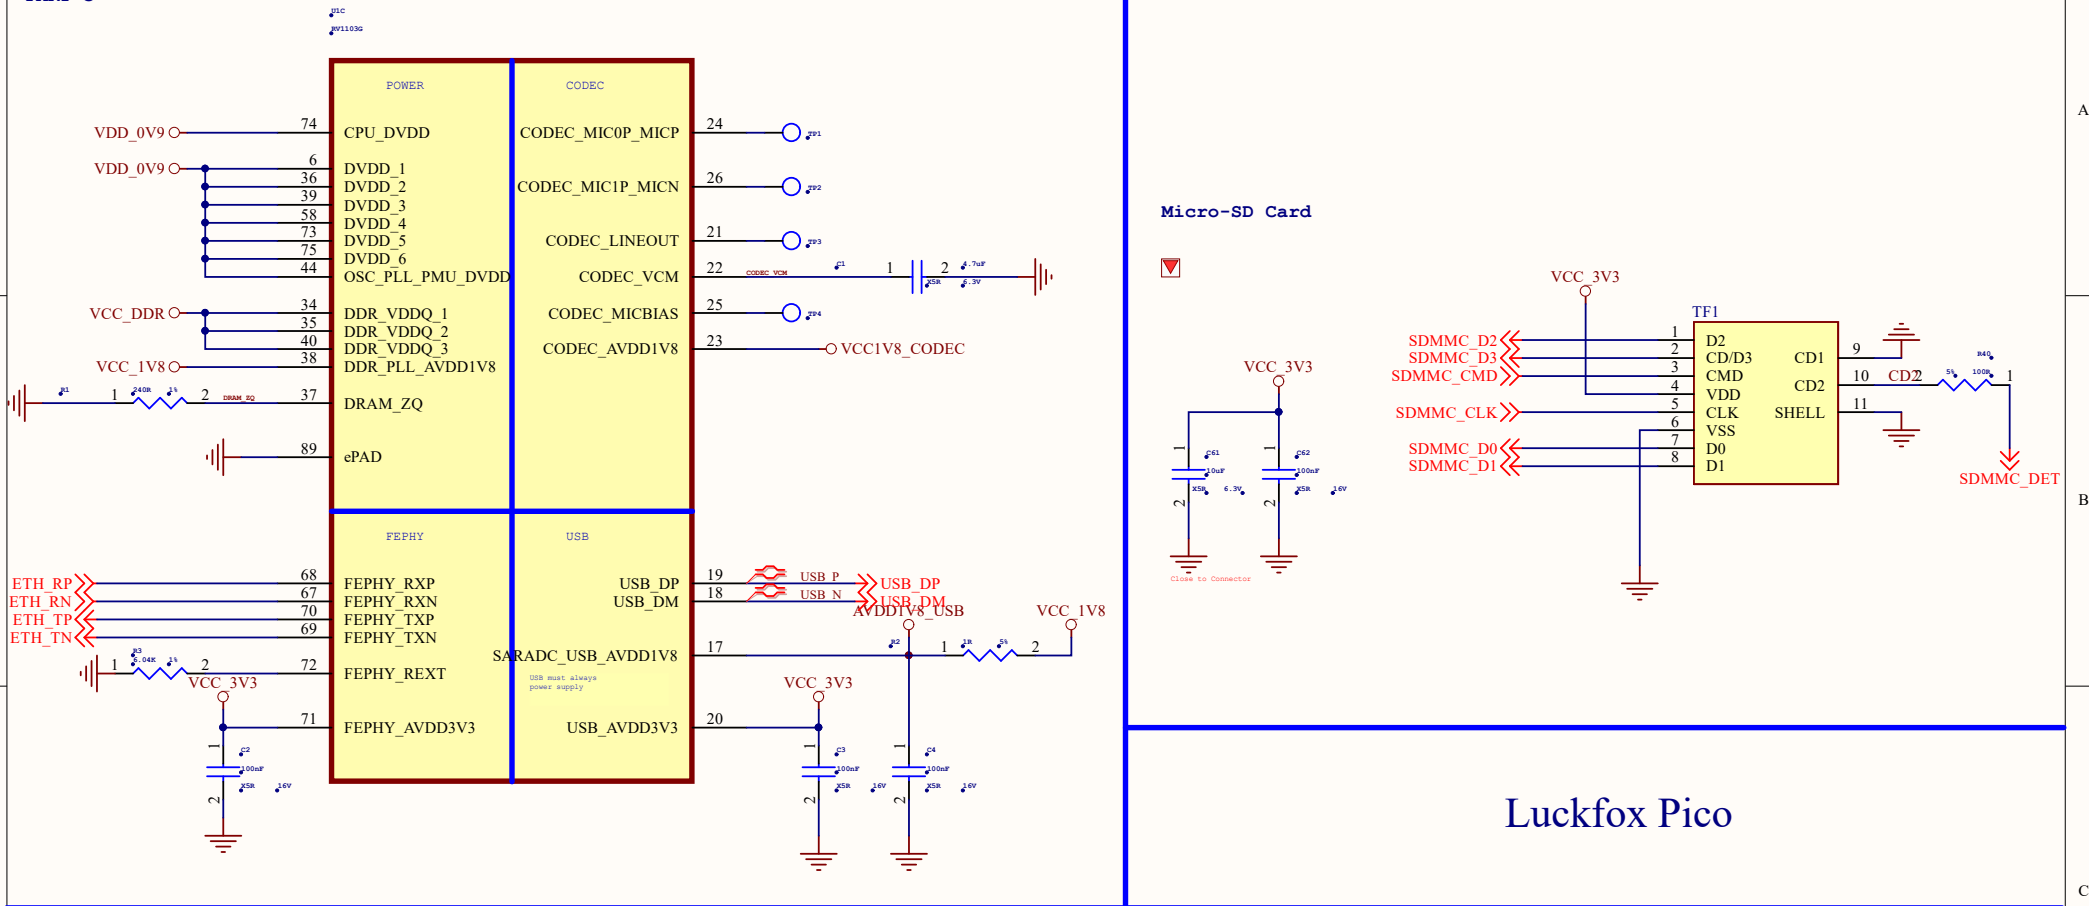 U1C
RV1103G
POWER
CODEC
VDD_0V9
74
CPU_DVDD
CODEC_MIC0P_MICP
24
TP1
VDD_0V9
6
DVDD_1
36
DVDD_2
CODEC_MIC1P_MICN
26
TP2
39
DVDD_3
58
DVDD_4
73
DVDD_5
CODEC_LINEOUT
21
TP3
75
DVDD_6
44
OSC_PLL_PMU_DVDD
CODEC_VCM
22
CODEC_VCM
C1
1
2
4.7uF
X5R
6.3V
VCC_DDR
34
DDR_VDDQ_1
CODEC_MICBIAS
25
TP4
35
DDR_VDDQ_2
40
DDR_VDDQ_3
CODEC_AVDD1V8
23
VCC1V8_CODEC
VCC_1V8
38
DDR_PLL_AVDD1V8
R1
1
240R
1%
2
DRAM_ZQ
37
DRAM_ZQ
89
ePAD
FEPHY
USB
ETH_RP
68
FEPHY_RXP
USB_DP
19
USB_P
USB_DP
ETH_RN
67
FEPHY_RXN
USB_DM
18
USB_N
USB_DM
ETH_TP
70
FEPHY_TXP
AVDD1V8_USB
VCC_1V8
ETH_TN
69
FEPHY_TXN
R3
6.04K
1%
1
2
72
FEPHY_REXT
SARADC_USB_AVDD1V8
17
R2
1
1R
5%
2
USB must always
power supply
VCC_3V3
71
FEPHY_AVDD3V3
USB_AVDD3V3
20
VCC_3V3
1
C2
100nF
X5R
16V
2
1
C3
100nF
X5R
16V
2
1
C4
100nF
X5R
16V
2
Micro-SD Card
VCC_3V3
TF1
SDMMC_D2
1
D2
SDMMC_D3
2
CD/D3
CD1
9
SDMMC_CMD
3
CMD
CD2
10
CD2
2
R40
5%
100R
1
4
VDD
SDMMC_CLK
5
CLK
SHELL
11
6
VSS
SDMMC_D0
7
D0
SDMMC_D1
8
D1
SDMMC_DET
VCC_3V3
1
C61
10uF
X5R
6.3V
2
1
C62
100nF
X5R
16V
2
Close to Connector
Luckfox Pico
A
B
C